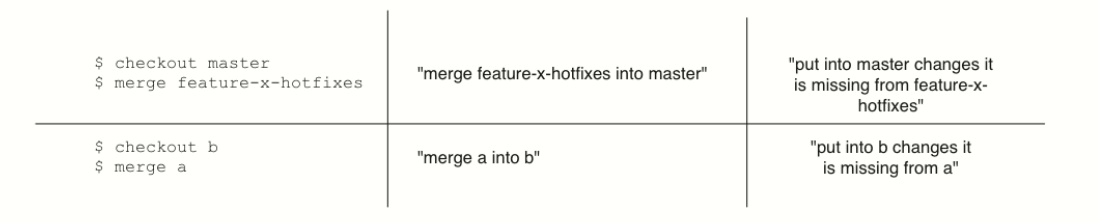 $ checkout master
$ merge feature-x-hotfixes
"merge feature-x-hotfixes into master"
"put into master changes it
is missing from feature-x-
hotfixes"
$ checkout b
$ merge a
"merge a into b"
"put into b changes it
is missing from a"